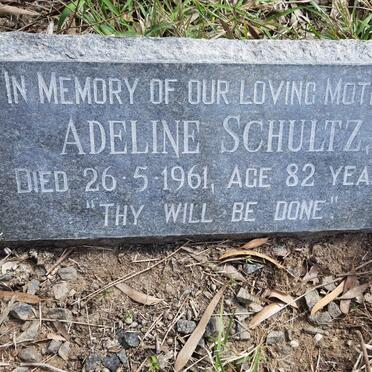 IN MEMORY OF OUR LOVING MOT
ADELINE SCHULTZ,
DIED 26·5·1961, AGE 82 YEA
"THY WILL BE DONE."